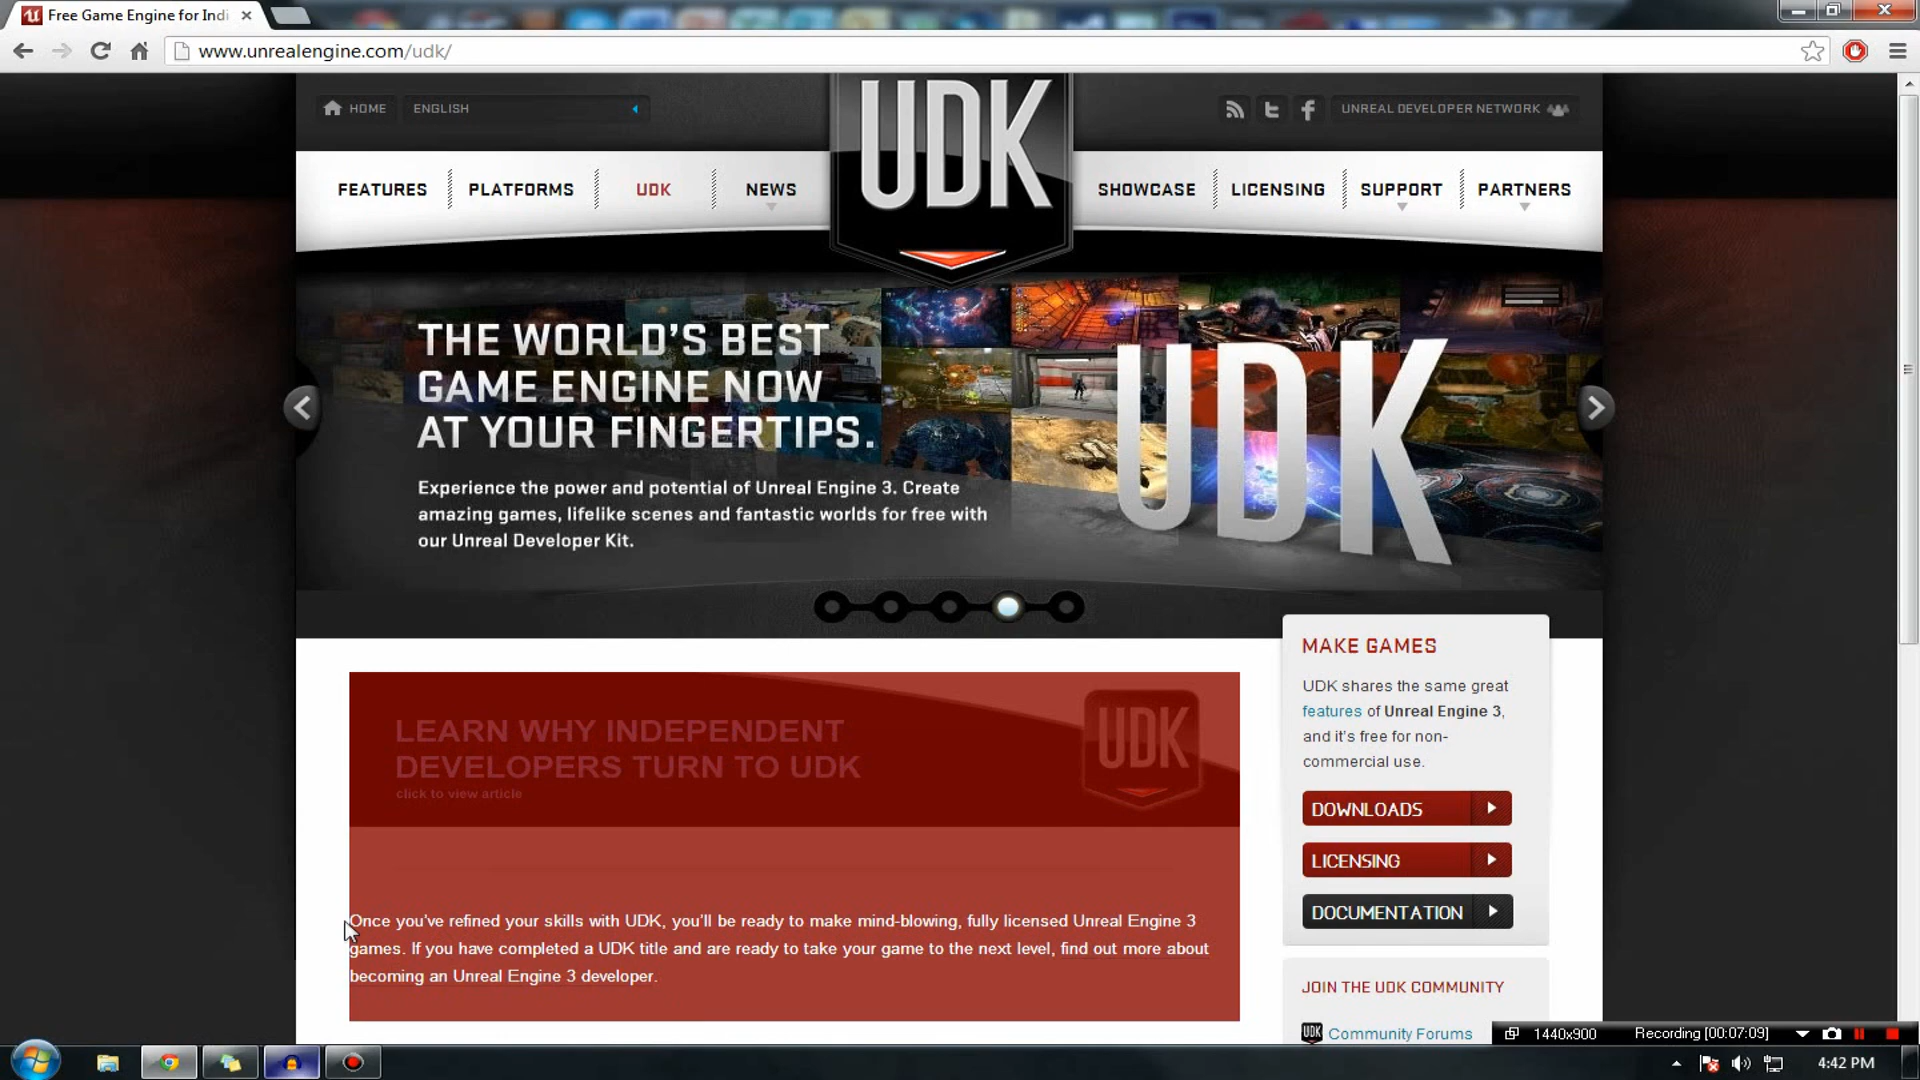 Free Game Engine for Indi
www.unrealengine.com/udk/
HOME
ENGLISH
UNREAL DEVELOPER NETWORK
FEATURES
PLATFORMS
UDK
NEWS
UDK
SHOWCASE
LICENSING
SUPPORT
PARTNERS
THE WORLD'S BEST
GAME ENGINE NOW
AT YOUR FINGERTIPS.
Experience the power and potential of Unreal Engine 3. Create
amazing games, lifelike scenes and fantastic worlds for free with
our Unreal Developer Kit.
UDK
LEARN WHY INDEPENDENT
DEVELOPERS TURN TO UDK
click to view article
UDK
Once you've refined your skills with UDK, you'll be ready to make mind-blowing, fully licensed Unreal Engine 3
games. If you have completed a UDK title and are ready to take your game to the next level, find out more about
becoming an Unreal Engine 3 developer.
MAKE GAMES
UDK shares the same great
features of Unreal Engine 3,
and it's free for non-
commercial use.
DOWNLOADS
LICENSING
DOCUMENTATION
JOIN THE UDK COMMUNITY
UDK Community Forums
1440x900 Recording [00:07:09]
4:42 PM